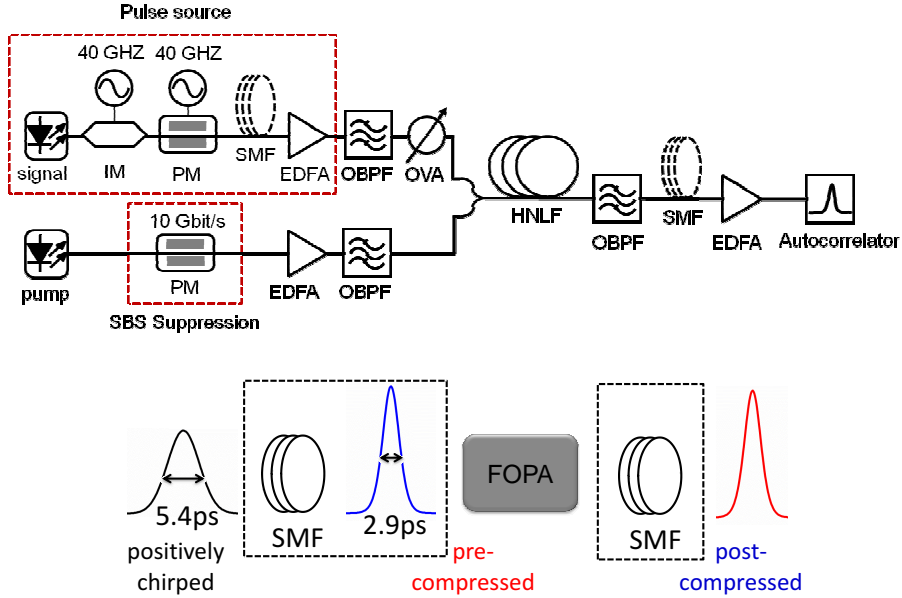 Pulse source
40 GHZ 40 GHZ
signal
IM
PM
SMF
EDFA
OBPF
OVA
HNLF
OBPF
SMF
EDFA
Autocorrelator
10 Gbit/s
pump
PM
EDFA
OBPF
SBS Suppression
5.4ps
positively
chirped
SMF
2.9ps
pre-
compressed
FOPA
SMF
post-
compressed